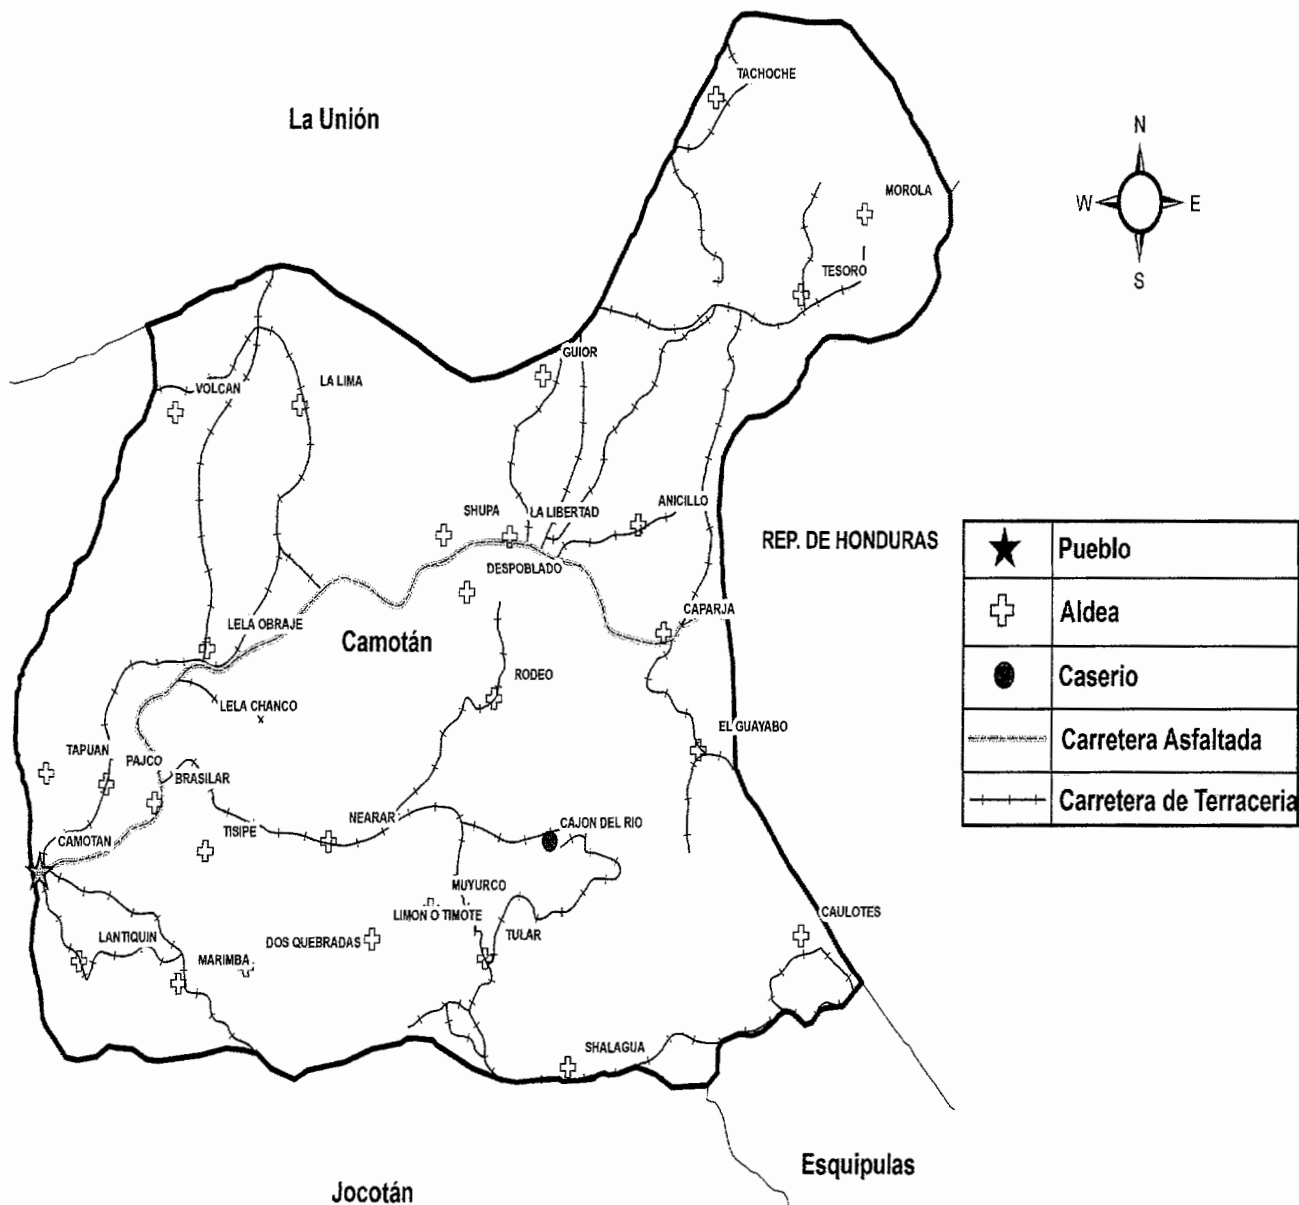 TACHOCHE
La Unión
N
MOROLA
W
E
TESORO
S
GUIOR
VOLCAN
LA LIMA
ANICILLO
SHUPA
LA LIBERTAD
REP. DE HONDURAS
DESPOBLADO
CAPARJA
LELA OBRAJE
Camotán
RODEO
LELA CHANCO
EL GUAYABO
TAPUAN
PAJCO
BRASILAR
NEARAR
CAJON DEL RIO
TISIPE
CAMOTAN
MUYURCO
LIMON O TIMOTE
CAULOTES
TULAR
LANTIQUIN
DOS QUEBRADAS
MARIMBA
SHALAGUA
Esquipulas
Jocotán
Pueblo
Aldea
Caserio
Carretera Asfaltada
Carretera de Terraceria